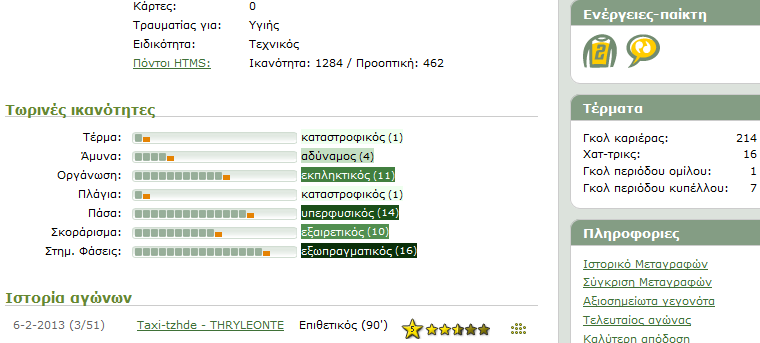 Κάρτες: 0
Τραυματίας για: Υγιής
Ειδικότητα: Τεχνικός
Πόντοι HTMS: Ικανότητα: 1284 / Προοπτική: 462
Τωρινές ικανότητες
Τέρμα: καταστροφικός (1)
Άμυνα: αδύναμος (4)
Οργάνωση: εκπληκτικός (11)
Πλάγια: καταστροφικός (1)
Πάσα: υπερφυσικός (14)
Σκοράρισμα: εξαιρετικός (10)
Στημ. Φάσεις: εξωπραγματικός (16)
Ιστορία αγώνων
6-2-2013 (3/51) Taxi-tzhde - THRYLEONTE Επιθετικός (90') 5
Ενέργειες-παίκτη
2
Τέρματα
Γκολ καριέρας: 214
Χατ-τρικς: 16
Γκολ περιόδου ομίλου: 1
Γκολ περιόδου κυπέλλου: 7
Πληροφοριες
Ιστορικό Μεταγραφών
Σύγκριση Μεταγραφών
Αξιοσημείωτα γεγονότα
Τελευταίος αγώνας
Καλύτερη απόδοση